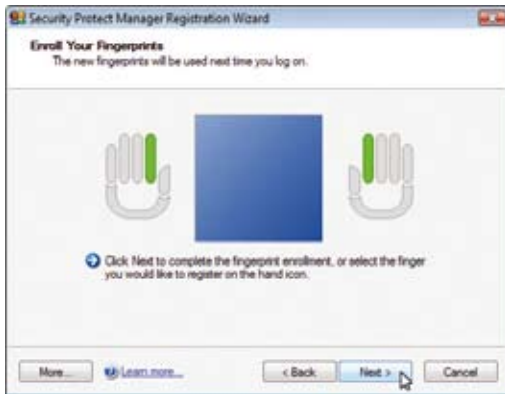 Security Protect Manager Registration Wizard
Enroll Your Fingerprints
The new fingerprints will be used next time you log on.
Click Next to complete the fingerprint enrollment, or select the finger
you would like to register on the hand icon.
More...
Learn more...
< Back
Next >
Cancel